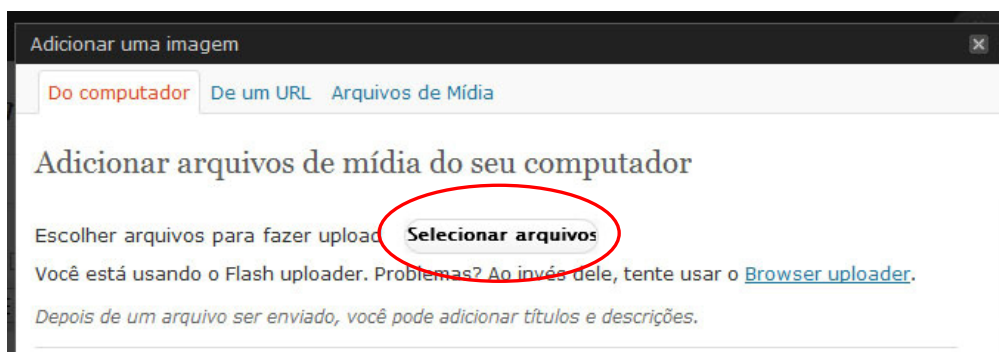 Adicionar uma imagem
Do computador De um URL Arquivos de Mídia
Adicionar arquivos de mídia do seu computador
Escolher arquivos para fazer upload Selecionar arquivos
Você está usando o Flash uploader. Problemas? Ao invés dele, tente usar o Browser uploader.
Depois de um arquivo ser enviado, você pode adicionar títulos e descrições.